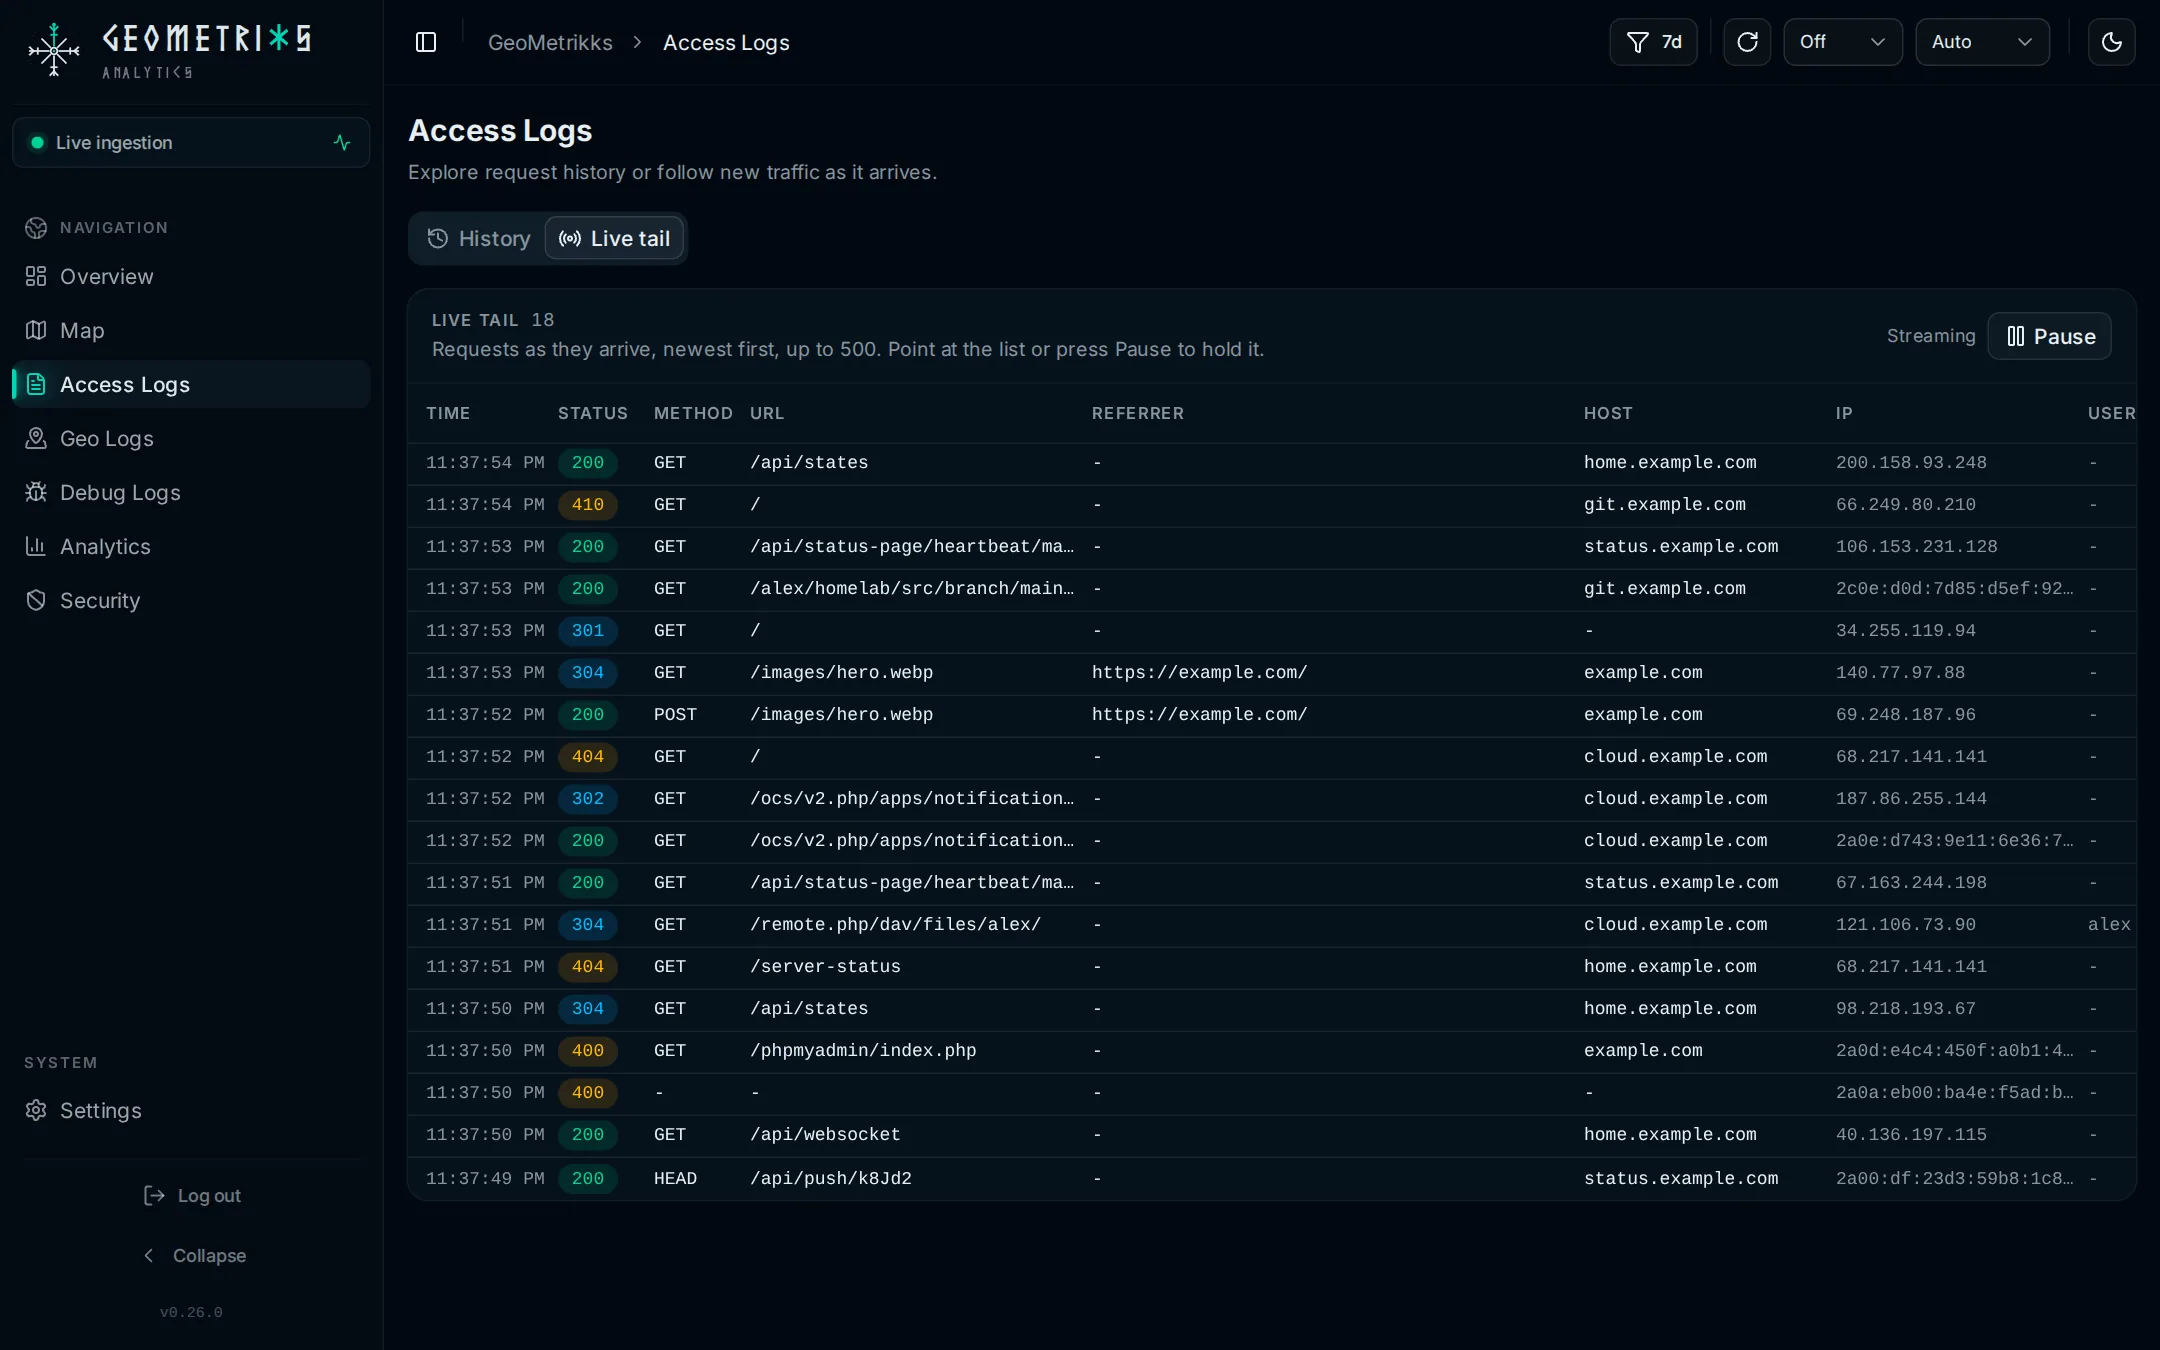 GEOMETRIKS
ANALYTICS
Live ingestion
NAVIGATION
Overview
Map
Access Logs
Geo Logs
Debug Logs
Analytics
Security
SYSTEM
Settings
Log out
Collapse
v0.26.0
GeoMetrikks > Access Logs
7d
Off
Auto
Access Logs
Explore request history or follow new traffic as it arrives.
History
Live tail
LIVE TAIL 18
Requests as they arrive, newest first, up to 500. Point at the list or press Pause to hold it.
Streaming
Pause
TIME STATUS METHOD URL REFERRER HOST IP USER
11:37:54 PM 200 GET /api/states - home.example.com 200.158.93.248 -
11:37:54 PM 410 GET / - git.example.com 66.249.80.210 -
11:37:53 PM 200 GET /api/status-page/heartbeat/ma… - status.example.com 106.153.231.128 -
11:37:53 PM 200 GET /alex/homelab/src/branch/main… - git.example.com 2c0e:d0d:7d85:d5ef:92… -
11:37:53 PM 301 GET / - - 34.255.119.94 -
11:37:53 PM 304 GET /images/hero.webp https://example.com/ example.com 140.77.97.88 -
11:37:52 PM 200 POST /images/hero.webp https://example.com/ example.com 69.248.187.96 -
11:37:52 PM 404 GET / - cloud.example.com 68.217.141.141 -
11:37:52 PM 302 GET /ocs/v2.php/apps/notification… - cloud.example.com 187.86.255.144 -
11:37:52 PM 200 GET /ocs/v2.php/apps/notification… - cloud.example.com 2a0e:d743:9e11:6e36:7… -
11:37:51 PM 200 GET /api/status-page/heartbeat/ma… - status.example.com 67.163.244.198 -
11:37:51 PM 304 GET /remote.php/dav/files/alex/ - cloud.example.com 121.106.73.90 alex
11:37:51 PM 404 GET /server-status - home.example.com 68.217.141.141 -
11:37:50 PM 304 GET /api/states - home.example.com 98.218.193.67 -
11:37:50 PM 400 GET /phpmyadmin/index.php - example.com 2a0d:e4c4:450f:a0b1:4… -
11:37:50 PM 400 - - - - 2a0a:eb00:ba4e:f5ad:b… -
11:37:50 PM 200 GET /api/websocket - home.example.com 40.136.197.115 -
11:37:49 PM 200 HEAD /api/push/k8Jd2 - status.example.com 2a00:df:23d3:59b8:1c8… -